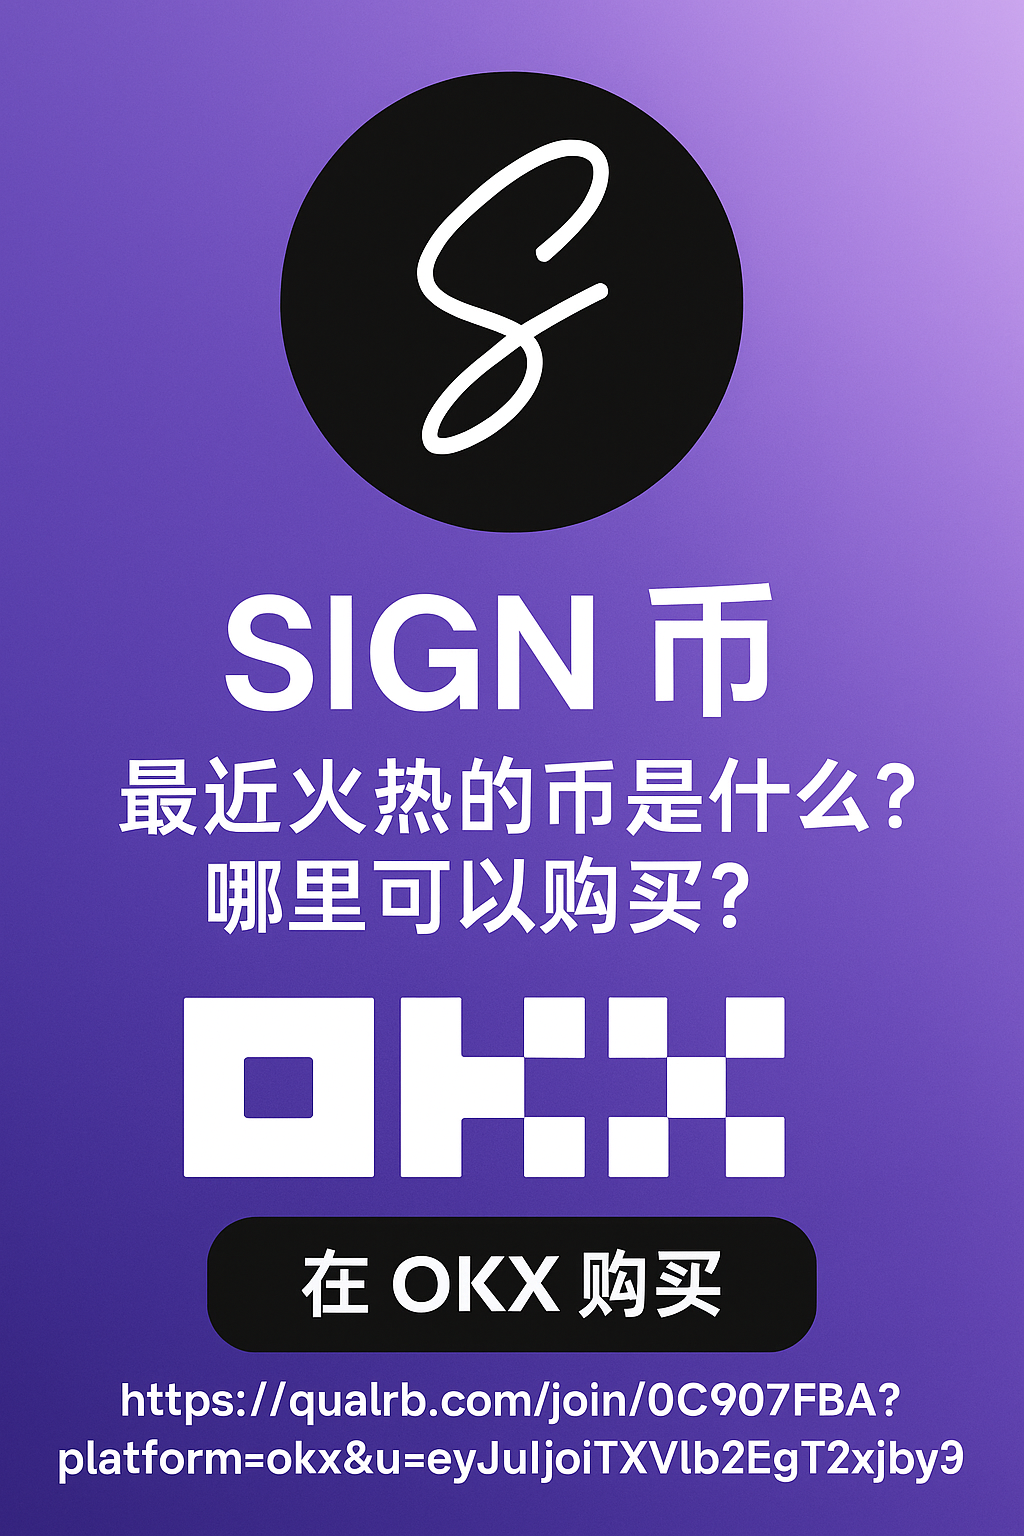 SIGN 币
最近火热的币是什么?
哪里可以购买?
OKX
在 OKX 购买
https://qualrb.com/join/0C907FBA?
platform=okx&u=eyJuIjoiTXVlb2EgT2xjby9